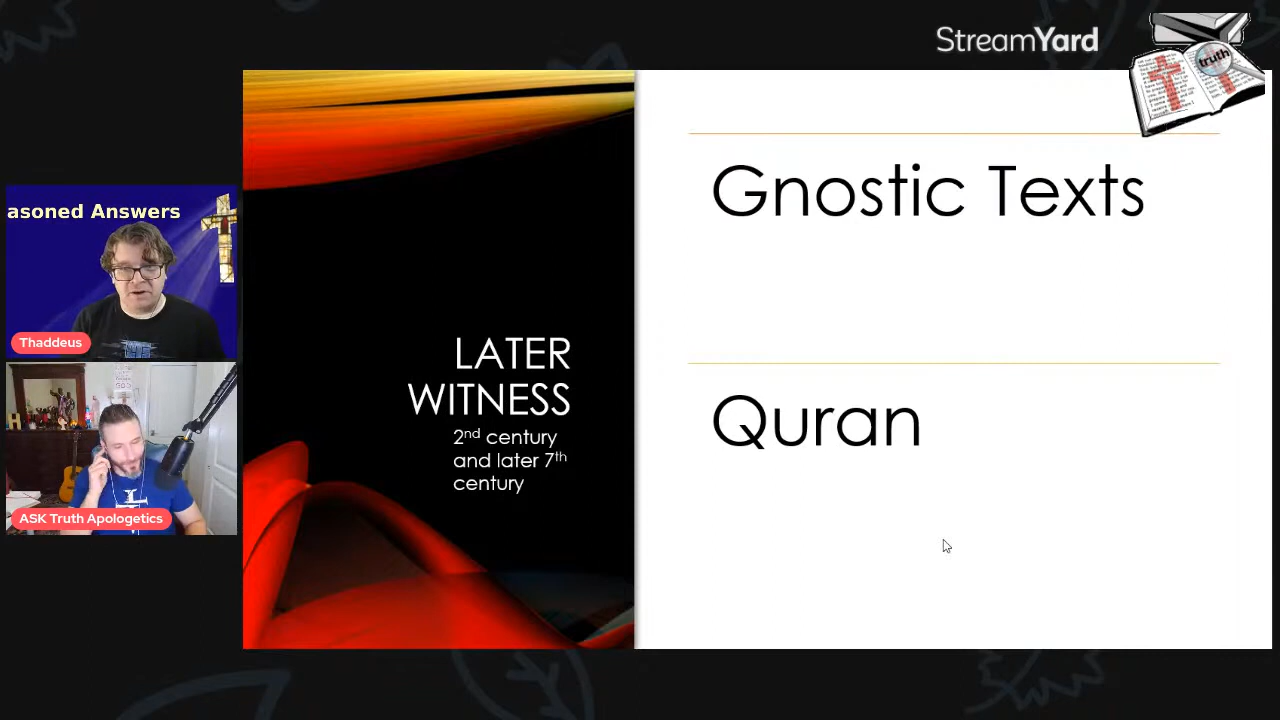 StreamYard
truth
asoned Answers
Thaddeus
ASK Truth Apologetics
LATER
WITNESS
2nd century
and later 7th
century
Gnostic Texts
Quran